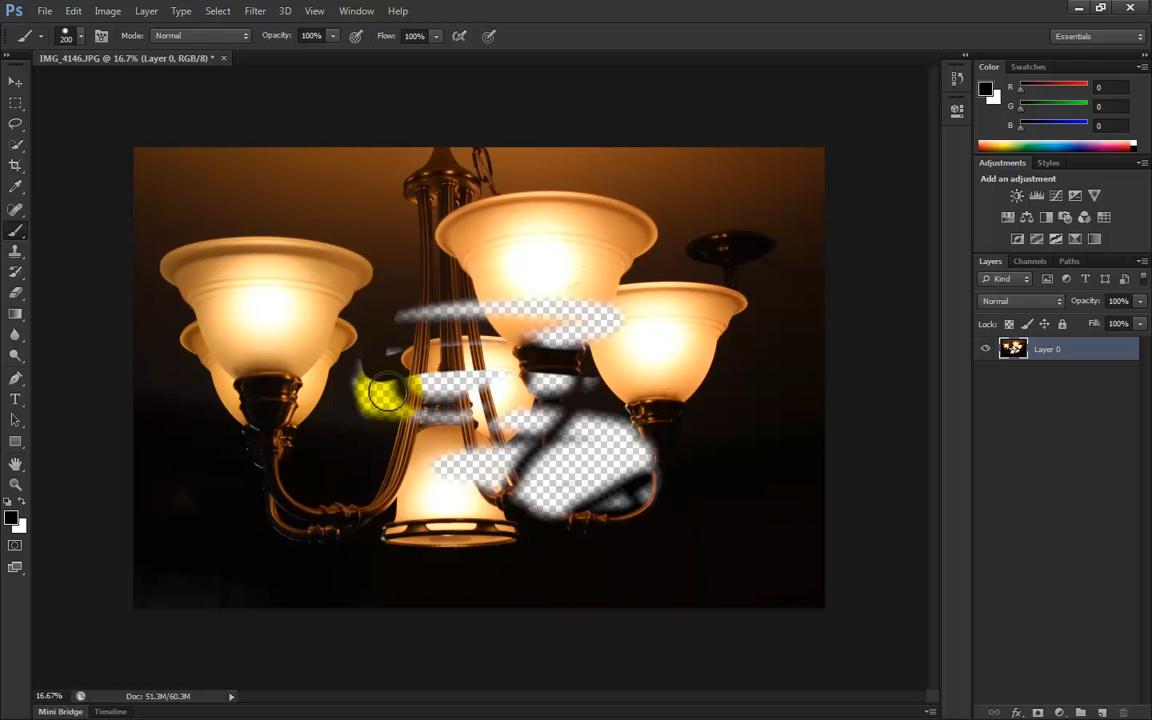 Ps File Edit Image Layer Type Select Filter 3D View Window Help
200 Mode: Normal Opacity: 100% Flow: 100% Essentials
IMG_4146.JPG @ 16.7% (Layer 0, RGB/8) * ×
Color Swatches
R 0
G 0
B 0
Adjustments Styles
Add an adjustment
Layers Channels Paths
Kind T
Normal Opacity: 100%
Lock: Fill: 100%
Layer 0
T
16.67% Doc: 51.3M/60.3M
fx
Mini Bridge Timeline